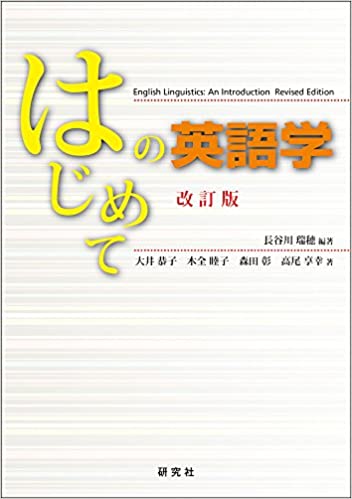 English Linguistics: An Introduction Revised Edition
はじめての英語学
改訂版
長谷川 瑞穂 編著
大井 恭子 木全 睦子 森田 彰 高尾 享幸 著
研究社